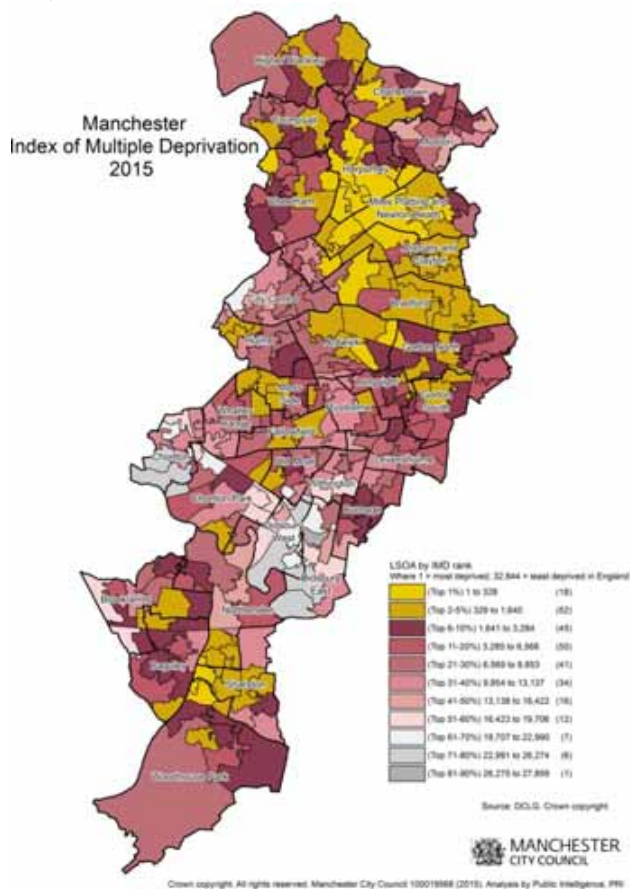 Manchester
Index of Multiple Deprivation
2015
Higher Blackley
Charlestown
Crumpsall
Moston
Harpurhey
Cheetham
Miles Platting and
Newton Heath
Ancoats and
Clayton
City Centre
Bradford
Hulme
Ardwick
Gorton North
Moss
Side
Longsight
Gorton
South
Whalley
Range
Rusholme
Fallowfield
Chorlton
Old Moat
Levenshulme
Chorlton Park
Withington
Burnage
Didsbury
West
Didsbury
East
Brooklands
Northenden
Baguley
Sharston
Woodhouse Park
LSOA by IMD rank
Where 1 = most deprived, 32,844 = least deprived in England
(Top 1%) 1 to 328 (18)
(Top 2-5%) 329 to 1,640 (52)
(Top 6-10%) 1,641 to 3,284 (45)
(Top 11-20%) 3,285 to 6,568 (50)
(Top 21-30%) 6,569 to 9,853 (41)
(Top 31-40%) 9,854 to 13,137 (34)
(Top 41-50%) 13,138 to 16,422 (16)
(Top 51-60%) 16,423 to 19,706 (12)
(Top 61-70%) 19,707 to 22,990 (7)
(Top 71-80%) 22,991 to 26,274 (6)
(Top 81-90%) 26,275 to 27,859 (1)
Source: DCLG. Crown copyright
MANCHESTER
CITY COUNCIL
Crown copyright. All rights reserved. Manchester City Council 100019568 (2015). Analysis by Public Intelligence, PRI